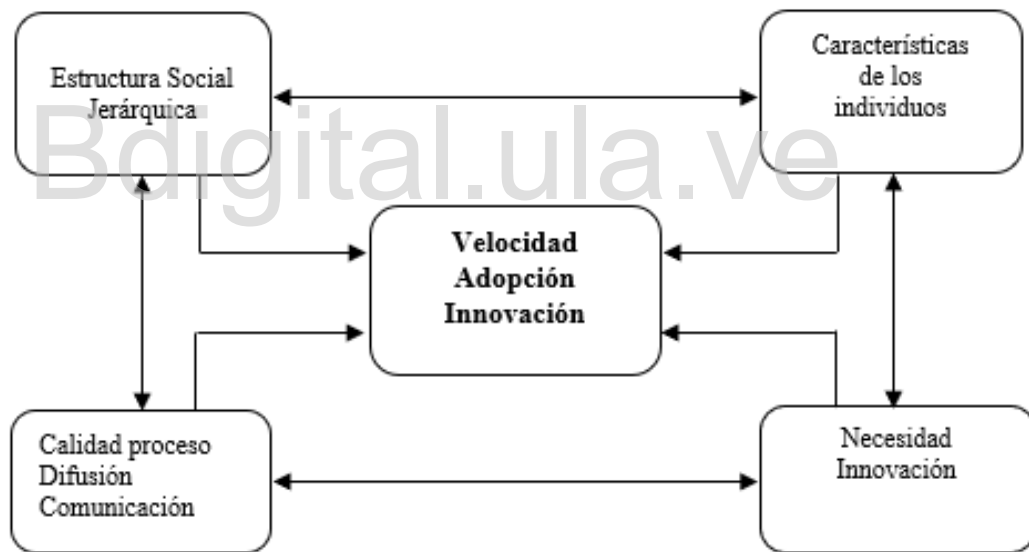 Estructura Social
Jerárquica
Características
de los
individuos
Bdigital.ula.ve
Velocidad
Adopción
Innovación
Calidad proceso
Difusión
Comunicación
Necesidad
Innovación